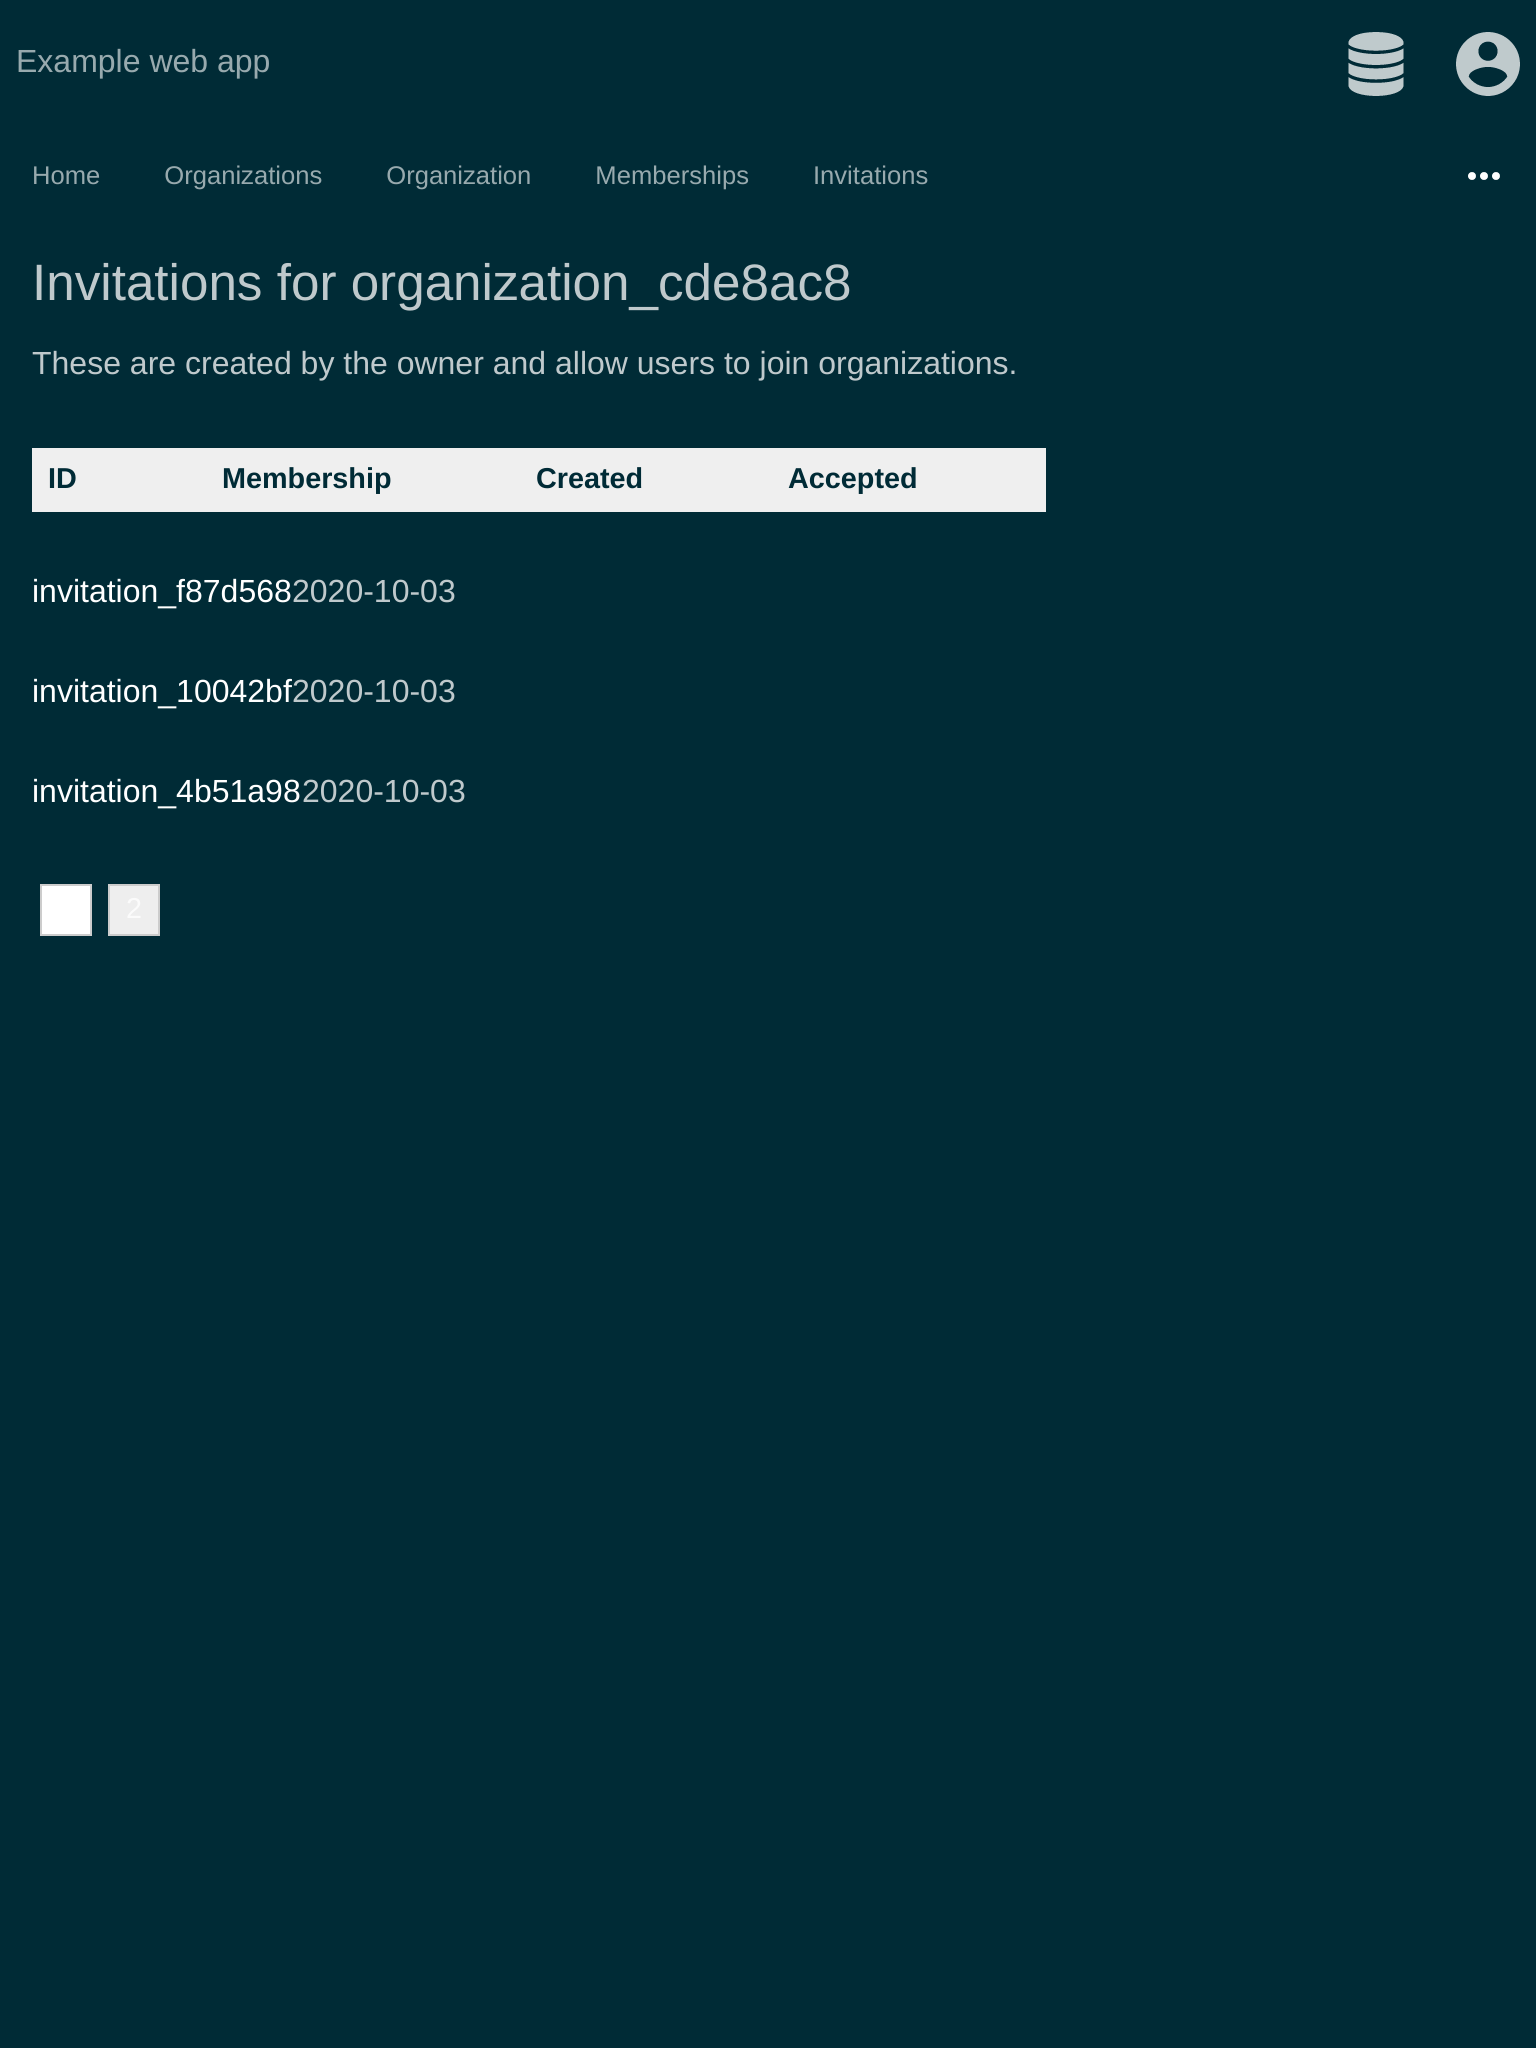 Example web app
Home Organizations Organization Memberships Invitations
Invitations for organization_cde8ac8
These are created by the owner and allow users to join organizations.
ID Membership Created Accepted
invitation_f87d5682020-10-03
invitation_10042bf2020-10-03
invitation_4b51a982020-10-03
2